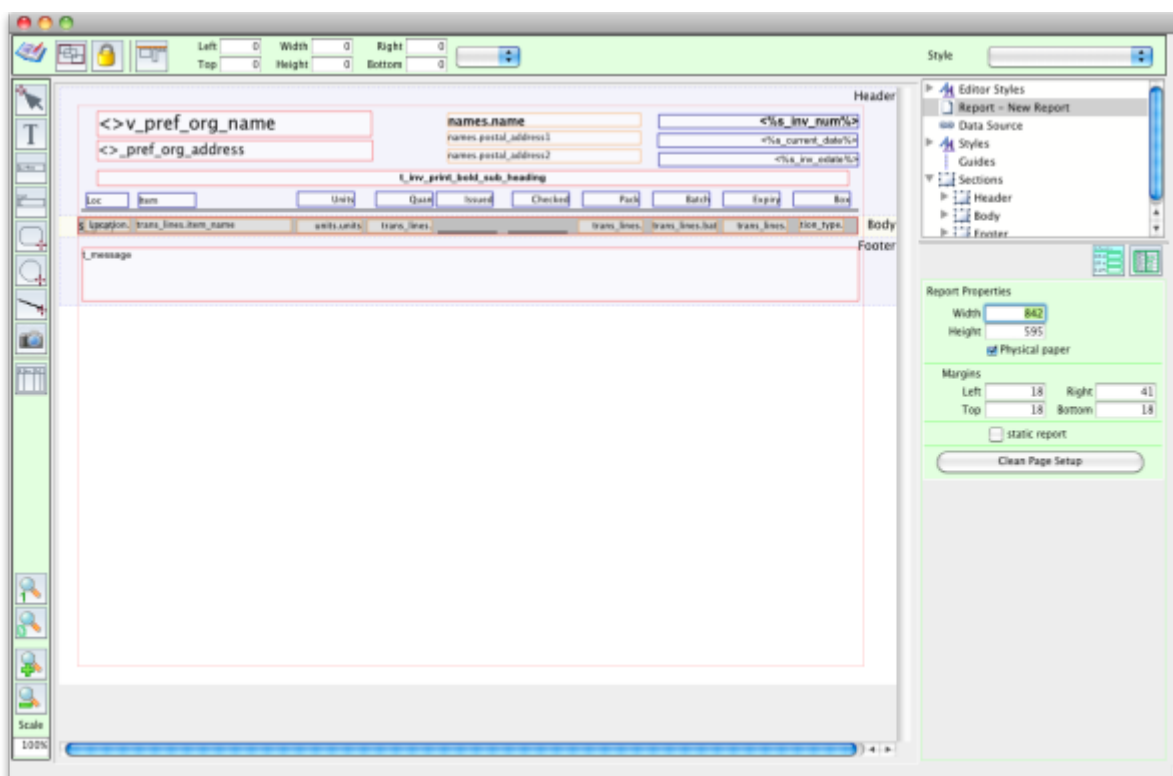 Left 0 Width 0 Right 0
Top 0 Height 0 Bottom 0
Style
Header
<>v_pref_org_name names.name <%s_inv_num%>
<>_pref_org_address names.postal_address1 <%s_current_date%>
names.postal_address2 <%s_inv_edate%>
t_inv_print_bold_sub_heading
Loc Item Units Quan Issued Checked Pack Batch Expiry Box
trans_lines.item_name units.units trans_lines. trans_lines. trans_lines.bat trans_lines. tion_type. Body
Footer
t_message
T
Scale
100%
Editor Styles
Report - New Report
Data Source
Styles
Guides
Sections
Header
Body
Footer
Report Properties
Width 842
Height 595
Physical paper
Margins
Left 18 Right 41
Top 18 Bottom 18
static report
Clean Page Setup